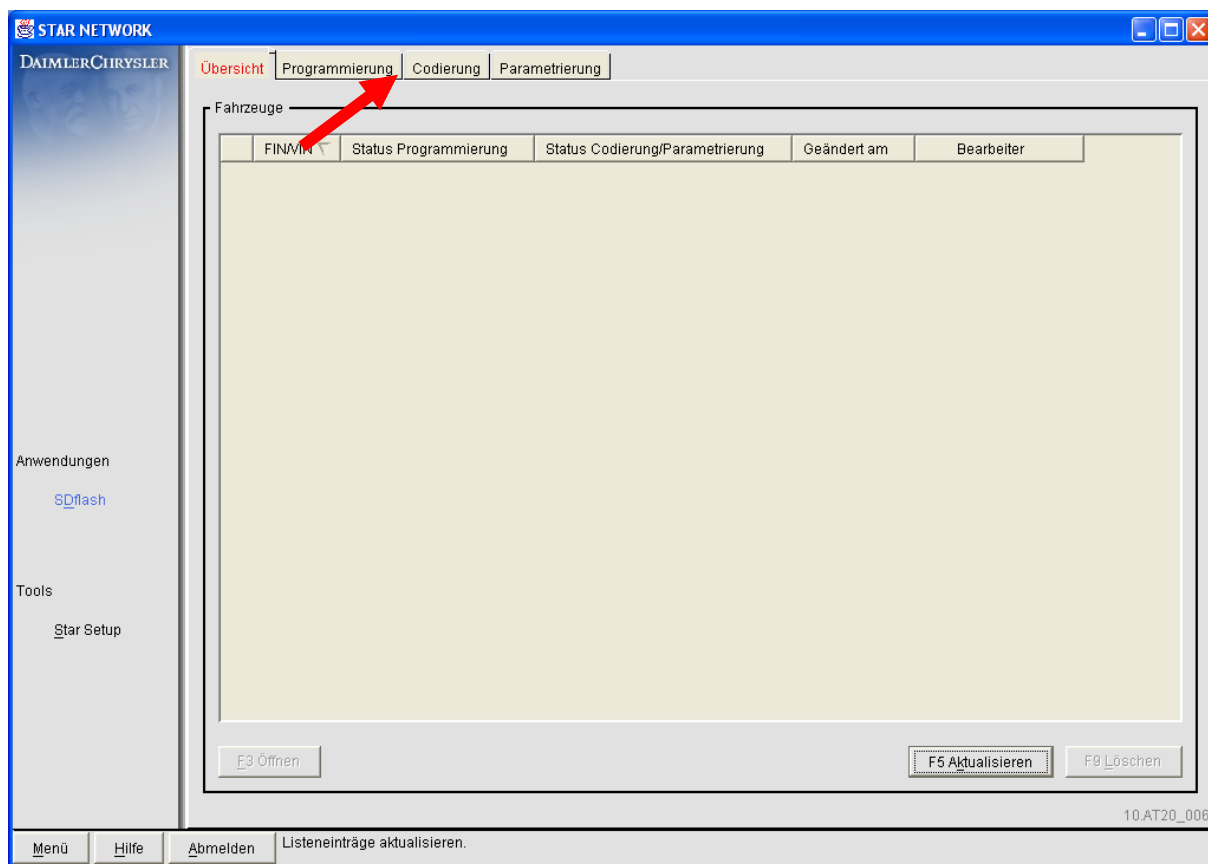 STAR NETWORK
DAIMLERCHRYSLER
Übersicht Programmierung Codierung Parametrierung
Fahrzeuge
FIN/VIN Status Programmierung Status Codierung/Parametrierung Geändert am Bearbeiter
Anwendungen
SDflash
Tools
Star Setup
F3 Öffnen F5 Aktualisieren F9 Löschen
10.AT20_006
Menü Hilfe Abmelden Listeneinträge aktualisieren.